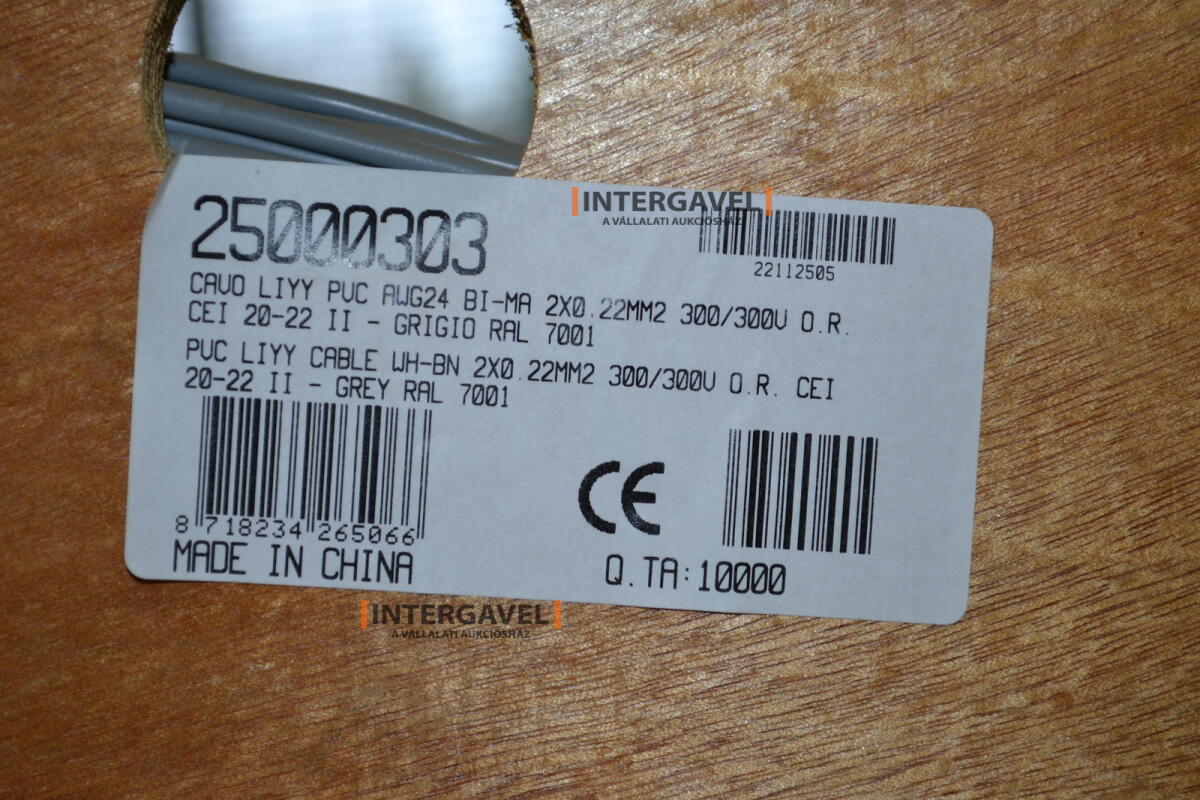 INTERGAVEL
A VÁLLALATI AUKCIÓSHÁZ
25000303
22112505
CAVO LIYY PVC AWG24 BI-MA 2X0.22MM2 300/300V O.R.
CEI 20-22 II - GRIGIO RAL 7001
PVC LIYY CABLE WH-BN 2X0.22MM2 300/300V O.R. CEI
20-22 II - GREY RAL 7001
8 718234 265066
CE
MADE IN CHINA
Q.TA:10000
INTERGAVEL
A VÁLLALATI AUKCIÓSHÁZ